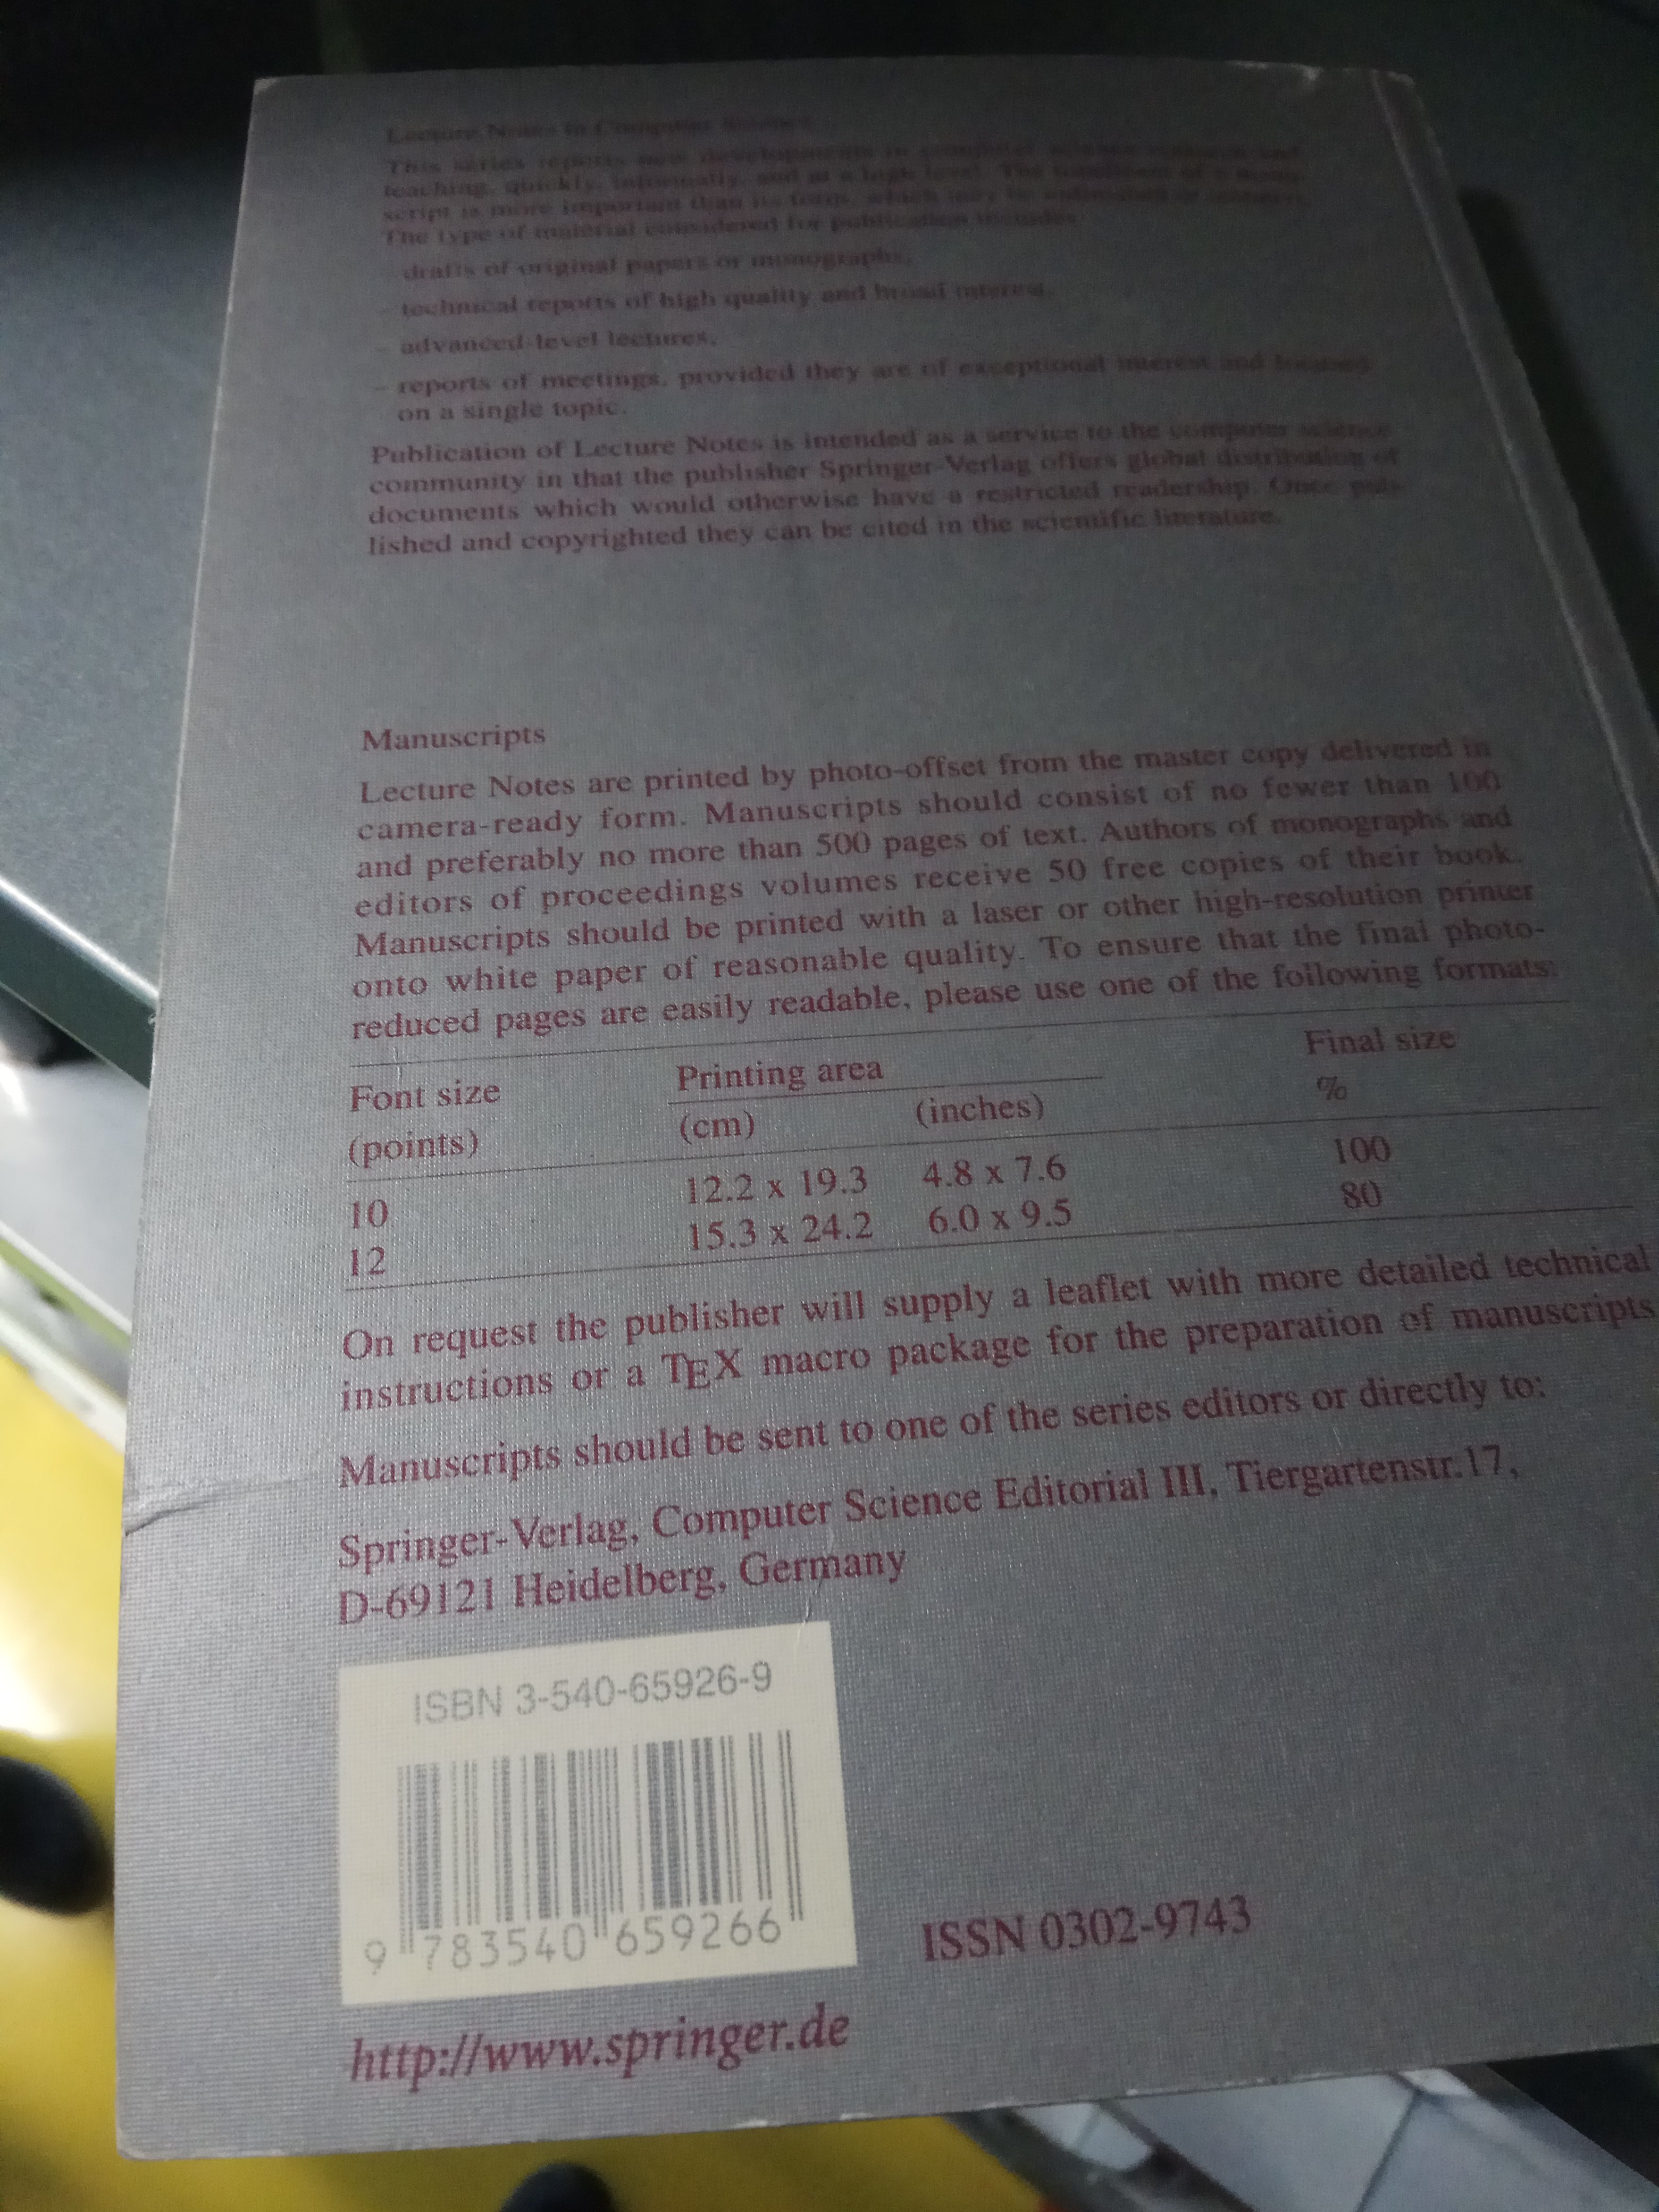 Lecture Notes in Computer Science
This series reports new developments in computer science research and
teaching, quickly, informally, and at a high level. The
script is more important than its form, which may be
The type of material considered for publication includes
– drafts of original papers or monographs,
– technical reports of high quality and broad interest,
– advanced-level lectures,
– reports of meetings, provided they are of exceptional interest and focused
on a single topic.
Publication of Lecture Notes is intended as a service to the computer science
community in that the publisher Springer-Verlag offers global distribution of
documents which would otherwise have a restricted readership. Once pub-
lished and copyrighted they can be cited in the scientific literature.
Manuscripts
Lecture Notes are printed by photo-offset from the master copy delivered in
camera-ready form. Manuscripts should consist of no fewer than 100
and preferably no more than 500 pages of text. Authors of monographs and
editors of proceedings volumes receive 50 free copies of their book.
Manuscripts should be printed with a laser or other high-resolution printer
onto white paper of reasonable quality. To ensure that the final photo-
reduced pages are easily readable, please use one of the following formats:
Font size Printing area Final size
(points) (cm) (inches) %
10 12.2 x 19.3 4.8 x 7.6 100
12 15.3 x 24.2 6.0 x 9.5 80
On request the publisher will supply a leaflet with more detailed technical
instructions or a TEX macro package for the preparation of manuscripts
Manuscripts should be sent to one of the series editors or directly to:
Springer-Verlag, Computer Science Editorial III, Tiergartenstr.17,
D-69121 Heidelberg, Germany
ISBN 3-540-65926-9
9 783540 659266
ISSN 0302-9743
http://www.springer.de